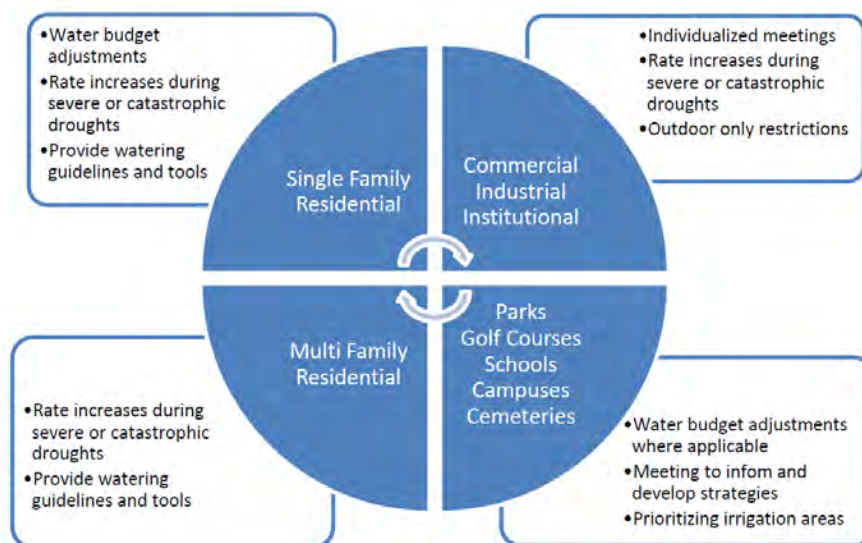 •Water budget
adjustments
•Rate increases during
severe or catastrophic
droughts
•Provide watering
guidelines and tools
•Individualized meetings
•Rate increases during
severe or catastrophic
droughts
•Outdoor only restrictions
Single Family
Residential
Commercial
Industrial
Institutional
Multi Family
Residential
Parks
Golf Courses
Schools
Campuses
Cemeteries
•Rate increases during
severe or catastrophic
droughts
•Provide watering
guidelines and tools
•Water budget adjustments
where applicable
•Meeting to infom and
develop strategies
•Prioritizing irrigation areas